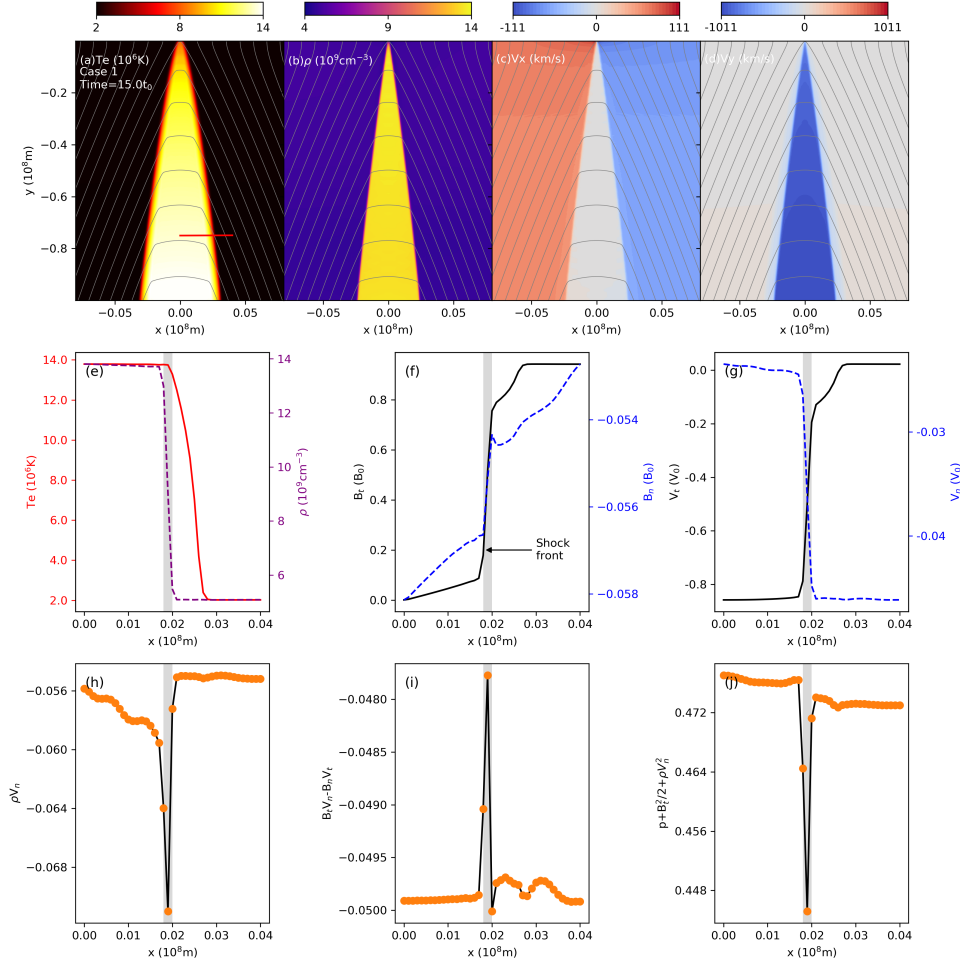 2 8 14
4 9 14
-111 0 111
-1011 0 1011
(a)Te (10⁶K)
Case 1
Time=15.0t₀
(b)ρ (10⁹cm⁻³)
(c)Vx (km/s)
(d)Vy (km/s)
y (10⁸m)
−0.2
−0.4
−0.6
−0.8
−0.05 0.00 0.05
x (10⁸m)
−0.05 0.00 0.05
x (10⁸m)
−0.05 0.00 0.05
x (10⁸m)
−0.05 0.00 0.05
x (10⁸m)
(e)
Te (10⁶K)
14.0
12.0
10.0
8.0
6.0
4.0
2.0
14
12
10
8
6
ρ (10⁹cm⁻³)
0.00 0.01 0.02 0.03 0.04
x (10⁸m)
(f)
Bₜ (B₀)
0.8
0.6
0.4
0.2
0.0
Shock
front
−0.054
−0.056
−0.058
Bₙ (B₀)
0.00 0.01 0.02 0.03 0.04
x (10⁸m)
(g)
Vₜ (V₀)
0.0
−0.2
−0.4
−0.6
−0.8
-0.03
-0.04
Vₙ (V₀)
0.00 0.01 0.02 0.03 0.04
x (10⁸m)
(h)
ρVₙ
−0.056
−0.060
−0.064
−0.068
0.00 0.01 0.02 0.03 0.04
x (10⁸m)
(i)
BₜVₙ-BₙVₜ
−0.0480
−0.0485
−0.0490
−0.0495
−0.0500
0.00 0.01 0.02 0.03 0.04
x (10⁸m)
(j)
p+Bₜ²/2+ρVₙ²
0.472
0.464
0.456
0.448
0.00 0.01 0.02 0.03 0.04
x (10⁸m)